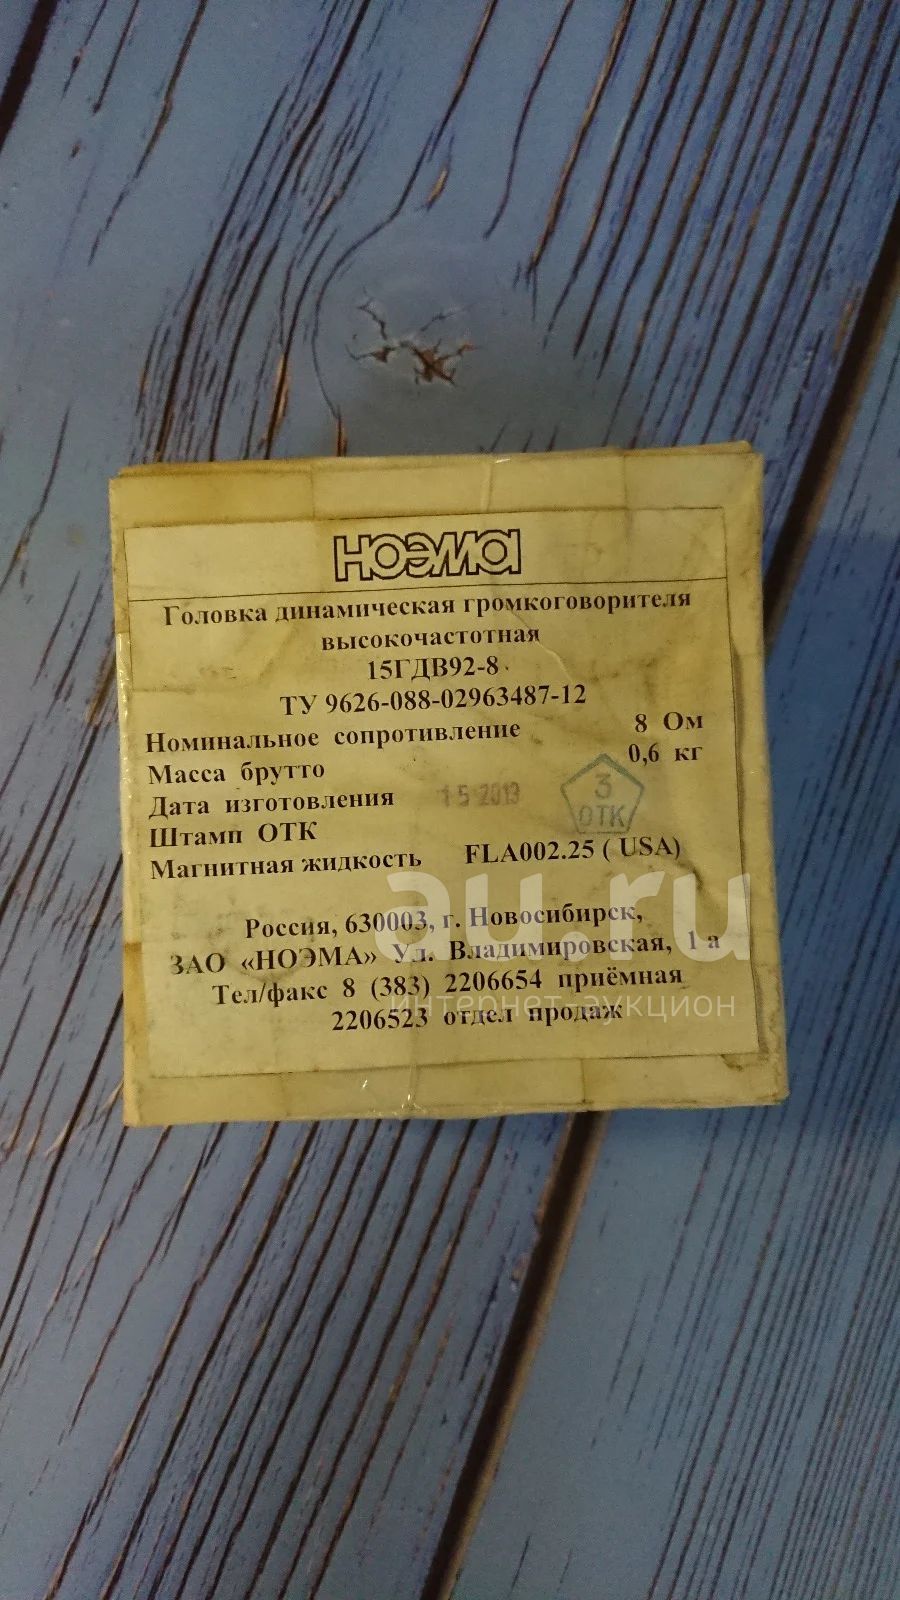 НОЭМА
Головка динамическая громкоговорителя
высокочастотная
15ГДВ92-8
ТУ 9626-088-02963487-12
Номинальное сопротивление 8 Ом
Масса брутто 0,6 кг
Дата изготовления 15 2013
Штамп ОТК 3 ОТК
Магнитная жидкость FLA002.25 ( USA)
Россия, 630003, г. Новосибирск,
ЗАО «НОЭМА» Ул. Владимировская, 1 а
Тел/факс 8 (383) 2206654 приёмная
2206523 отдел продаж
au.ru
интернет-аукцион